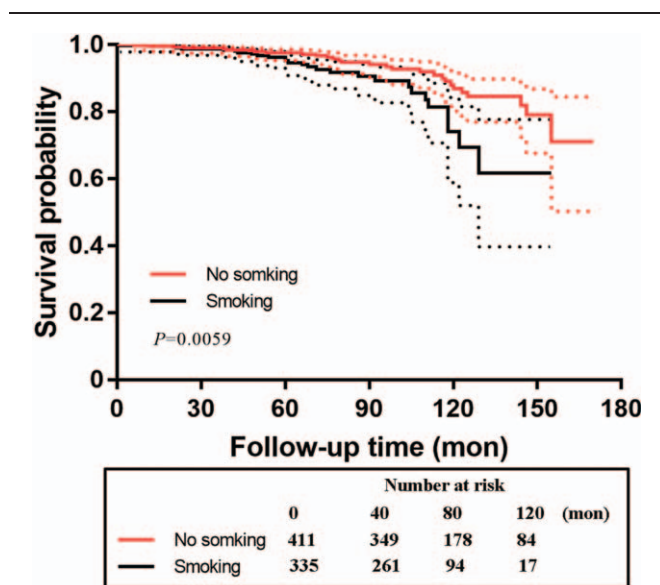 Survival probability
1.0
0.8
0.6
0.4
0.2
0
No somking
Smoking
P=0.0059
0 30 60 90 120 150 180
Follow-up time (mon)
Number at risk
0 40 80 120 (mon)
No somking 411 349 178 84
Smoking 335 261 94 17